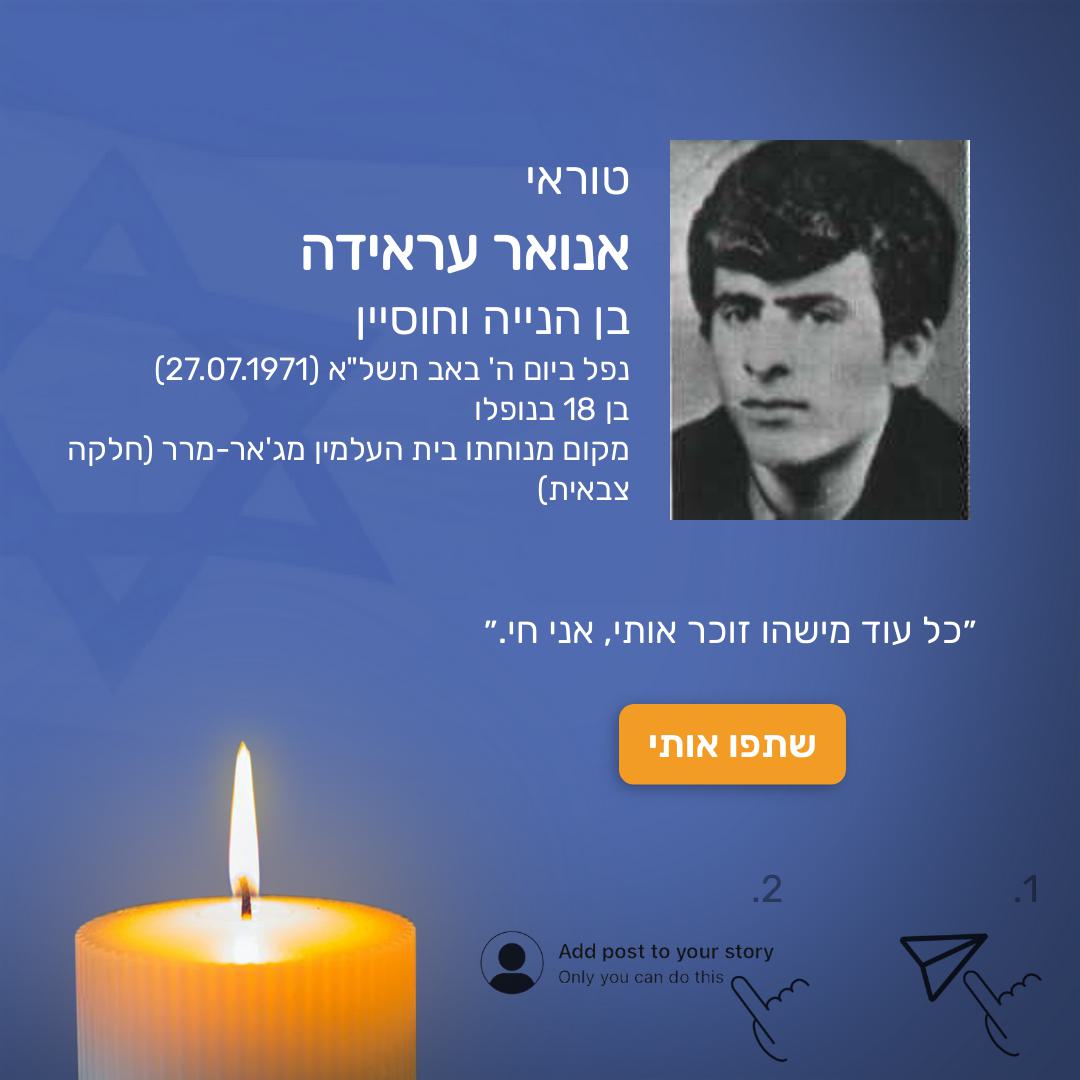 טוראי
אנואר עראידה
בן הנייה וחוסיין
נפל ביום ה' באב תשל"א (27.07.1971)
בן 18 בנופלו
מקום מנוחתו בית העלמין מג'אר-מרר (חלקה
צבאית)
״כל עוד מישהו זוכר אותי, אני חי.״
שתפו אותי
.1
.2
Add post to your story
Only you can do this